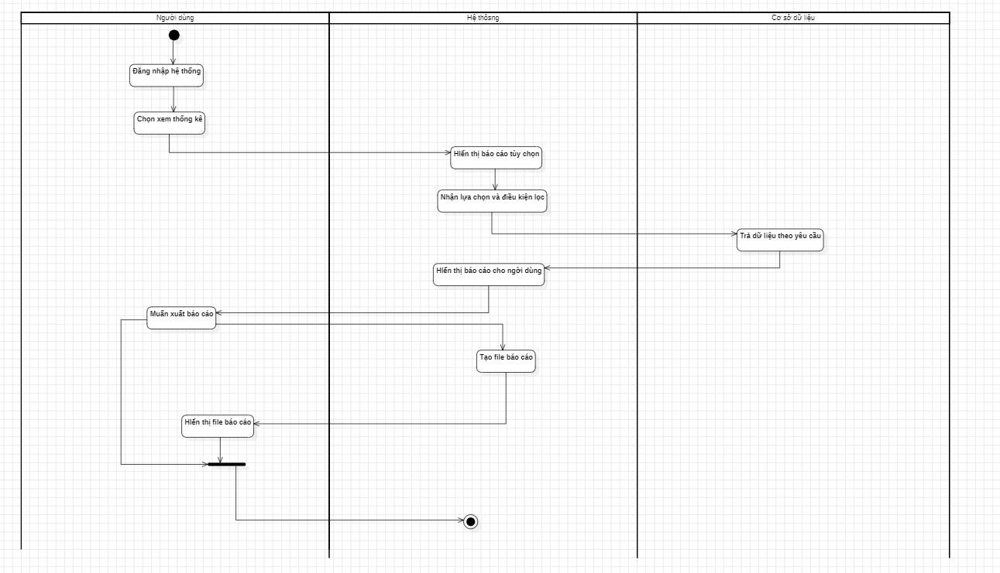 Người dùng
Hệ thôsng
Cơ sở dữ liệu
Đăng nhập hệ thống
Chọn xem thống kê
HIển thị báo cáo tùy chọn
Nhận lựa chọn và điều kiện lọc
Trả dữ liệu theo yêu cầu
HIển thị báo cáo cho ngời dùng
Muốn xuất báo cáo
Tạo file báo cáo
HIển thị file báo cáo